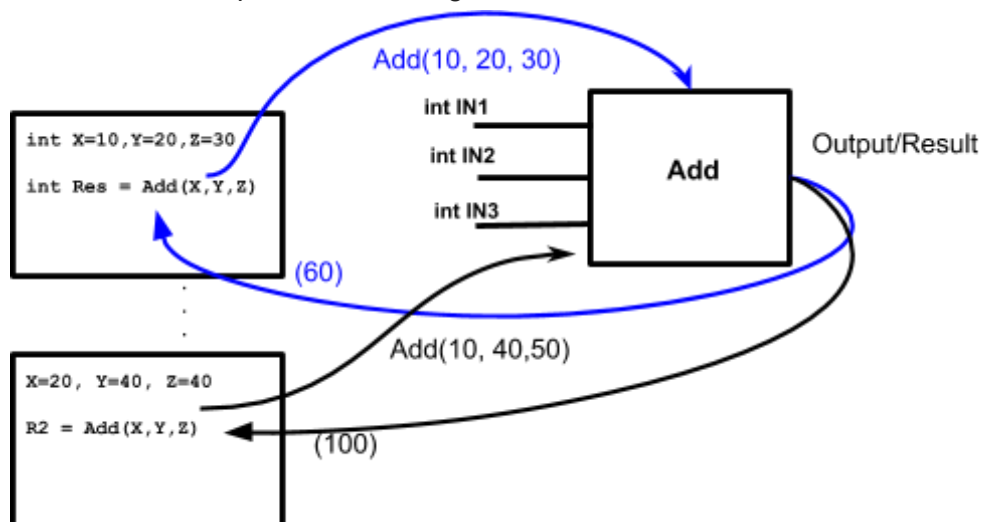 Add(10, 20, 30)
int X=10,Y=20,Z=30
int Res = Add(X,Y,Z)
int IN1
int IN2
int IN3
Add
Output/Result
(60)
.
.
.
Add(10, 40,50)
X=20, Y=40, Z=40
R2 = Add(X,Y,Z)
(100)